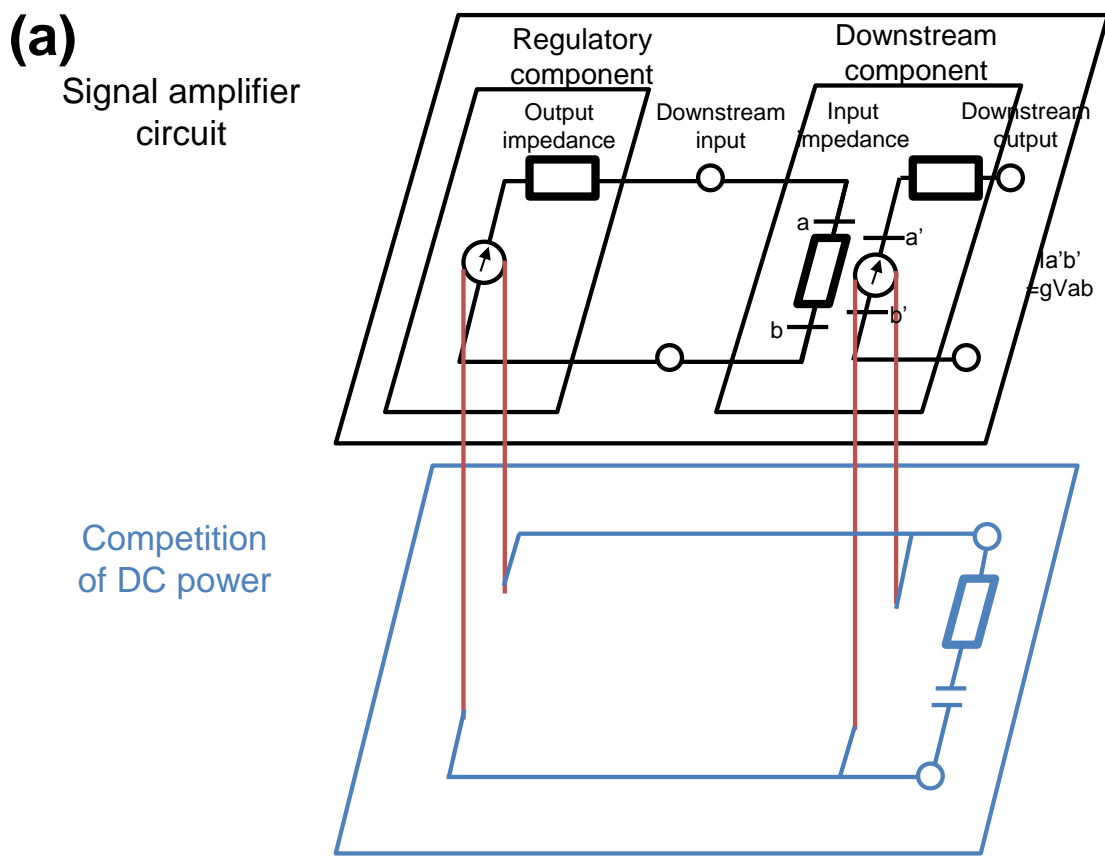 (a)
Signal amplifier
circuit
Regulatory
component
Downstream
component
Output
impedance
Downstream
input
Input
impedance
Downstream
output
a
a'
b
b'
Ia'b'
=gVab
Competition
of DC power